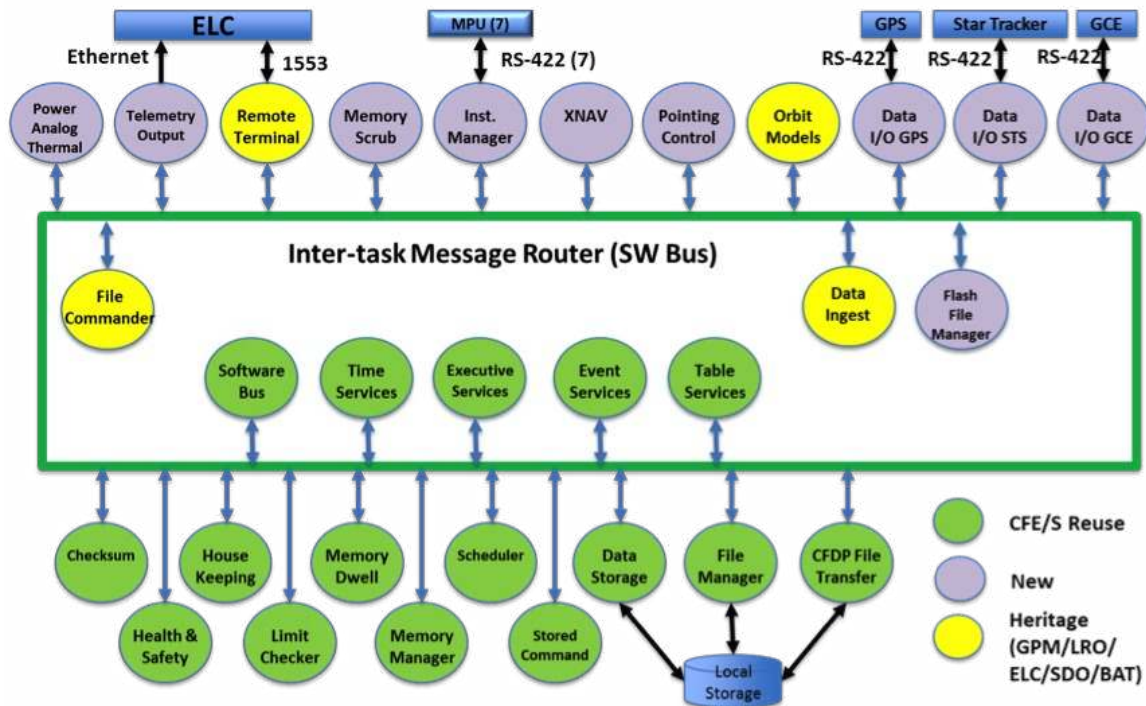 ELC
MPU (7)
GPS
Star Tracker
GCE
Ethernet
1553
RS-422 (7)
RS-422
RS-422
RS-422
Power
Analog
Thermal
Telemetry
Output
Remote
Terminal
Memory
Scrub
Inst.
Manager
XNAV
Pointing
Control
Orbit
Models
Data
I/O GPS
Data
I/O STS
Data
I/O GCE
Inter-task Message Router (SW Bus)
File
Commander
Data
Ingest
Flash
File
Manager
Software
Bus
Time
Services
Executive
Services
Event
Services
Table
Services
Checksum
House
Keeping
Memory
Dwell
Scheduler
Data
Storage
File
Manager
CFDP File
Transfer
Health &
Safety
Limit
Checker
Memory
Manager
Stored
Command
Local
Storage
CFE/S Reuse
New
Heritage
(GPM/LRO/
ELC/SDO/BAT)